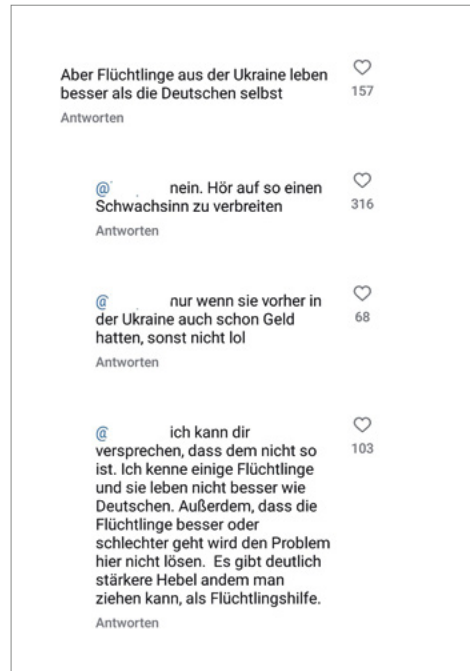 Aber Flüchtlinge aus der Ukraine leben
besser als die Deutschen selbst
157
Antworten
@ nein. Hör auf so einen
Schwachsinn zu verbreiten
316
Antworten
@ nur wenn sie vorher in
der Ukraine auch schon Geld
hatten, sonst nicht lol
68
Antworten
@ ich kann dir
versprechen, dass dem nicht so
ist. Ich kenne einige Flüchtlinge
und sie leben nicht besser wie
Deutschen. Außerdem, dass die
Flüchtlinge besser oder
schlechter geht wird den Problem
hier nicht lösen. Es gibt deutlich
stärkere Hebel andem man
ziehen kann, als Flüchtlingshilfe.
103
Antworten